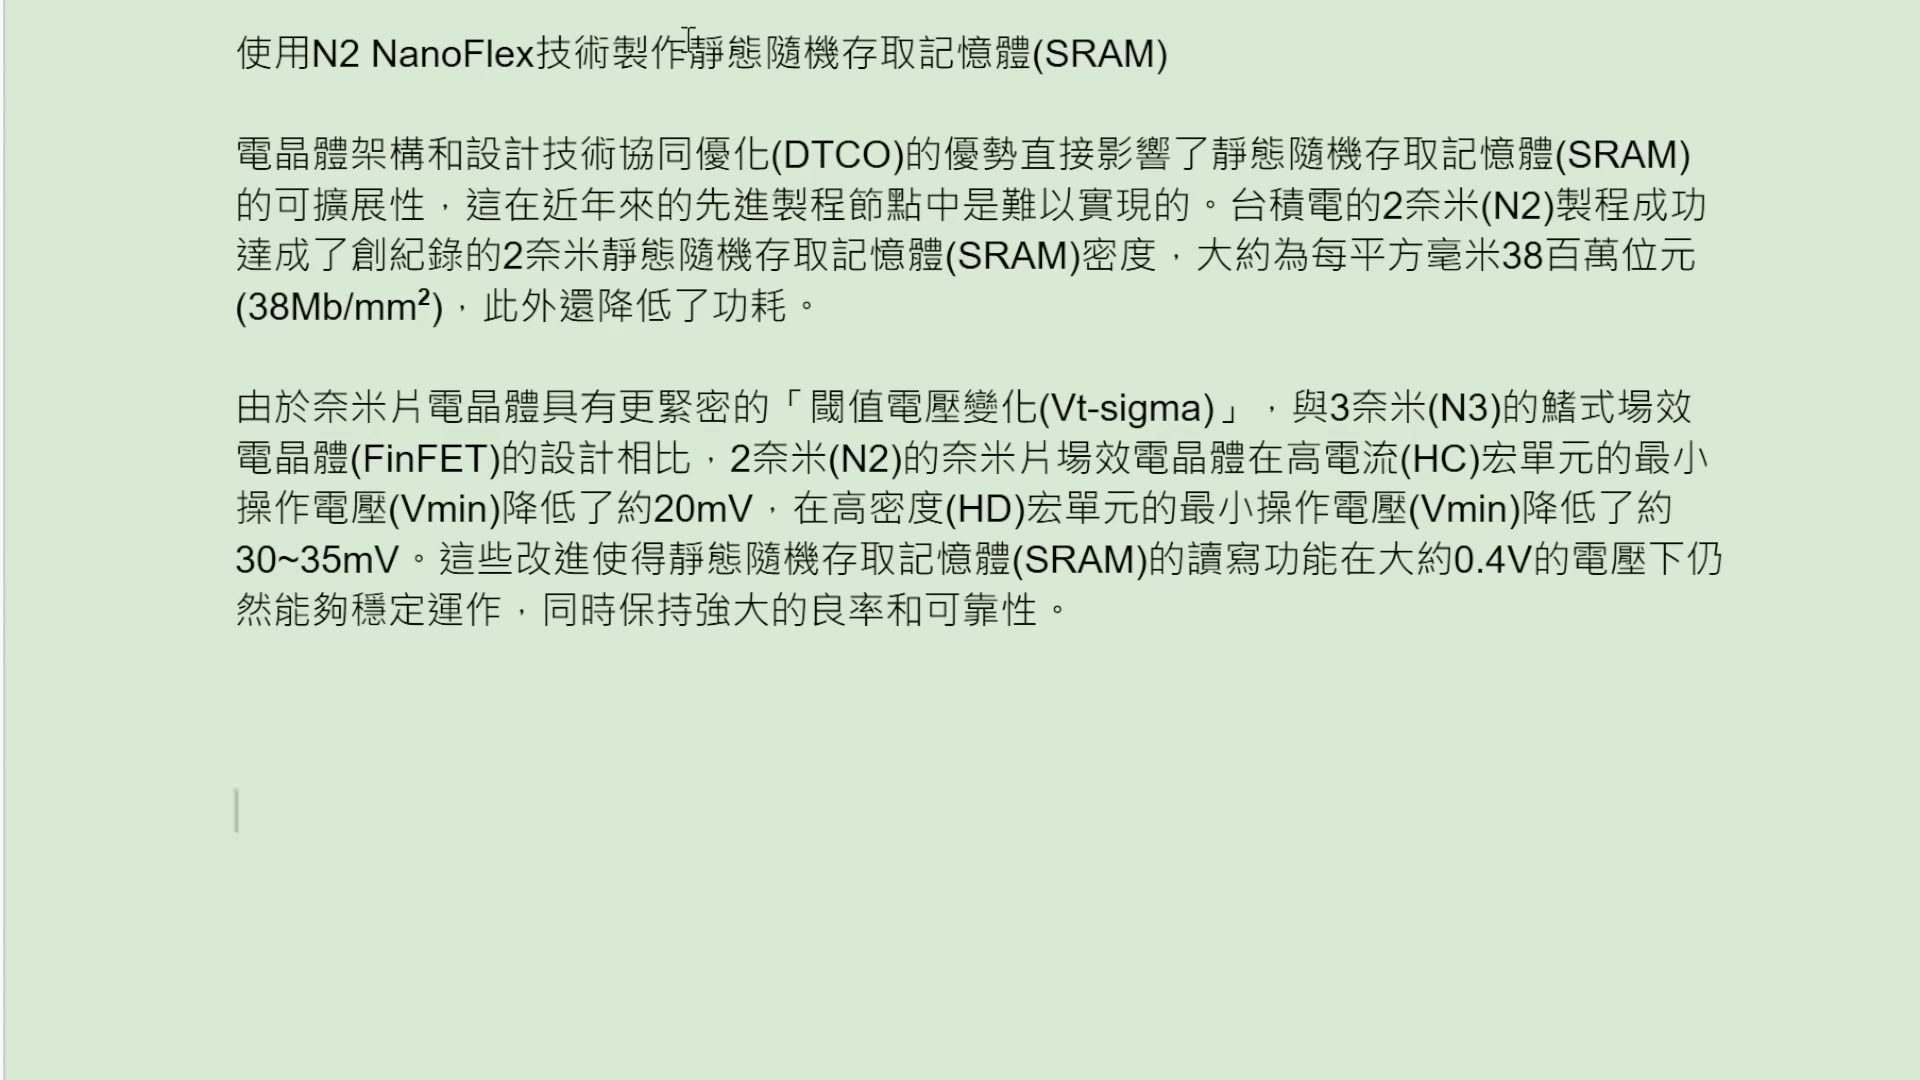 使用N2 NanoFlex技術製作靜態隨機存取記憶體(SRAM)
電晶體架構和設計技術協同優化(DTCO)的優勢直接影響了靜態隨機存取記憶體(SRAM)
的可擴展性，這在近年來的先進製程節點中是難以實現的。台積電的2奈米(N2)製程成功
達成了創紀錄的2奈米靜態隨機存取記憶體(SRAM)密度，大約為每平方毫米38百萬位元
(38Mb/mm²)，此外還降低了功耗。
由於奈米片電晶體具有更緊密的「閾值電壓變化(Vt-sigma)」，與3奈米(N3)的鰭式場效
電晶體(FinFET)的設計相比，2奈米(N2)的奈米片場效電晶體在高電流(HC)宏單元的最小
操作電壓(Vmin)降低了約20mV，在高密度(HD)宏單元的最小操作電壓(Vmin)降低了約
30~35mV。這些改進使得靜態隨機存取記憶體(SRAM)的讀寫功能在大約0.4V的電壓下仍
然能夠穩定運作，同時保持強大的良率和可靠性。